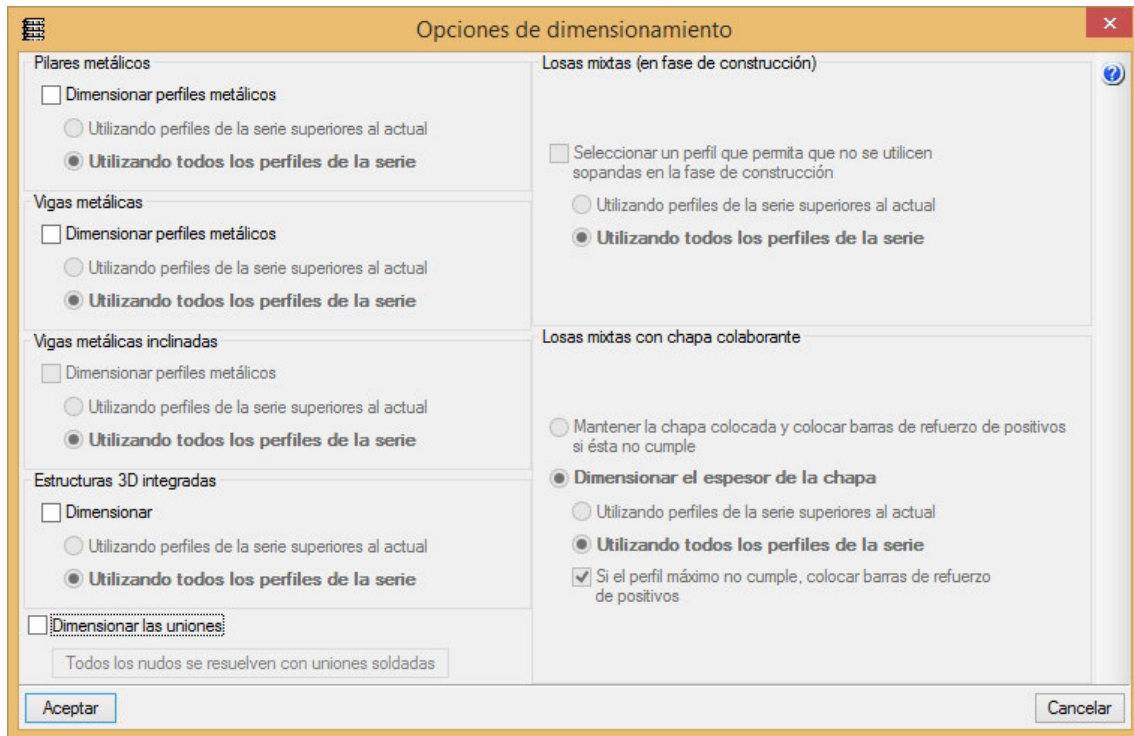 Opciones de dimensionamiento
Pilares metálicos
Dimensionar perfiles metálicos
Utilizando perfiles de la serie superiores al actual
Utilizando todos los perfiles de la serie
Vigas metálicas
Dimensionar perfiles metálicos
Utilizando perfiles de la serie superiores al actual
Utilizando todos los perfiles de la serie
Vigas metálicas inclinadas
Dimensionar perfiles metálicos
Utilizando perfiles de la serie superiores al actual
Utilizando todos los perfiles de la serie
Estructuras 3D integradas
Dimensionar
Utilizando perfiles de la serie superiores al actual
Utilizando todos los perfiles de la serie
Dimensionar las uniones
Todos los nudos se resuelven con uniones soldadas
Losas mixtas (en fase de construcción)
Seleccionar un perfil que permita que no se utilicen
sopandas en la fase de construcción
Utilizando perfiles de la serie superiores al actual
Utilizando todos los perfiles de la serie
Losas mixtas con chapa colaborante
Mantener la chapa colocada y colocar barras de refuerzo de positivos
si ésta no cumple
Dimensionar el espesor de la chapa
Utilizando perfiles de la serie superiores al actual
Utilizando todos los perfiles de la serie
Si el perfil máximo no cumple, colocar barras de refuerzo
de positivos
Aceptar
Cancelar